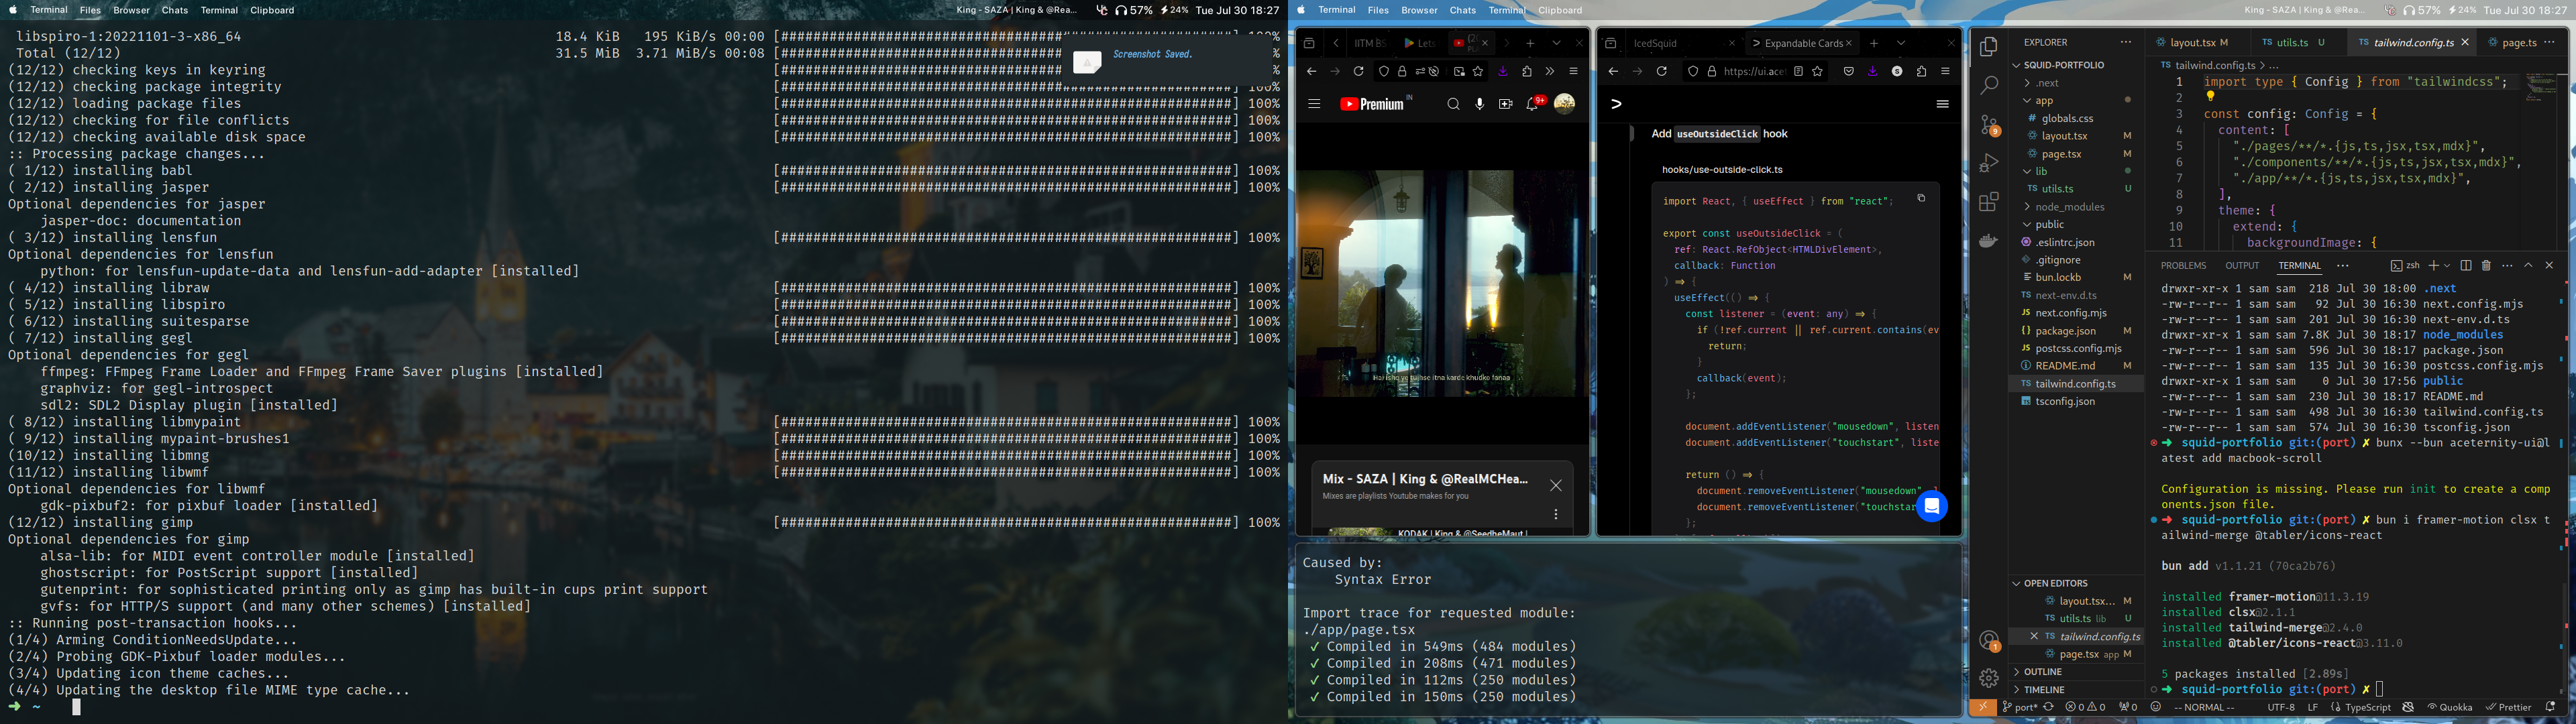 Terminal Files Browser Chats Terminal Clipboard
King - SAZA | King & @Rea... 57% 24% Tue Jul 30 18:27
libspiro-1:20221101-3-x86_64 18.4 KiB 195 KiB/s 00:00 [######################################################] 100%
Total (12/12) 31.5 MiB 3.71 MiB/s 00:08 [
Screenshot Saved.
(12/12) checking keys in keyring [
(12/12) checking package integrity [######################################################] 100%
(12/12) loading package files [######################################################] 100%
(12/12) checking for file conflicts [######################################################] 100%
(12/12) checking available disk space [######################################################] 100%
:: Processing package changes...
( 1/12) installing babl [######################################################] 100%
( 2/12) installing jasper [######################################################] 100%
Optional dependencies for jasper
jasper-doc: documentation
( 3/12) installing lensfun [######################################################] 100%
Optional dependencies for lensfun
python: for lensfun-update-data and lensfun-add-adapter [installed]
( 4/12) installing libraw [######################################################] 100%
( 5/12) installing libspiro [######################################################] 100%
( 6/12) installing suitesparse [######################################################] 100%
( 7/12) installing gegl [######################################################] 100%
Optional dependencies for gegl
ffmpeg: FFmpeg Frame Loader and FFmpeg Frame Saver plugins [installed]
graphviz: for gegl-introspect
sdl2: SDL2 Display plugin [installed]
( 8/12) installing libmypaint [######################################################] 100%
( 9/12) installing mypaint-brushes1 [######################################################] 100%
(10/12) installing libmng [######################################################] 100%
(11/12) installing libwmf [######################################################] 100%
Optional dependencies for libwmf
gdk-pixbuf2: for pixbuf loader [installed]
(12/12) installing gimp [######################################################] 100%
Optional dependencies for gimp
alsa-lib: for MIDI event controller module [installed]
ghostscript: for PostScript support [installed]
gutenprint: for sophisticated printing only as gimp has built-in cups print support
gvfs: for HTTP/S support (and many other schemes) [installed]
:: Running post-transaction hooks...
(1/4) Arming ConditionNeedsUpdate...
(2/4) Probing GDK-Pixbuf loader modules...
(3/4) Updating icon theme caches...
(4/4) Updating the desktop file MIME type cache...
➜ ~
Terminal Files Browser Chats Terminal Clipboard
King - SAZA | King & @Rea... 57% 24% Tue Jul 30 18:27
IITM BS Lets
Premium IN
9+
Hai ishq ye tujhse itna karde khudko fanaa
Mix - SAZA | King & @RealMCHea...
Mixes are playlists Youtube makes for you
KODAK | King & @SeedheMaut |
IcedSquid
Expandable Cards
https://ui.acet
Add useOutsideClick hook
hooks/use-outside-click.ts
import React, { useEffect } from "react";
export const useOutsideClick = (
ref: React.RefObject<HTMLDivElement>,
callback: Function
) => {
useEffect(() => {
const listener = (event: any) => {
if (!ref.current || ref.current.contains(ev
return;
}
callback(event);
};
document.addEventListener("mousedown", listen
document.addEventListener("touchstart", liste
return () => {
document.removeEventListener("mousedown",
document.removeEventListener("touchstar
};
Caused by:
Syntax Error
Import trace for requested module:
./app/page.tsx
✓ Compiled in 549ms (484 modules)
✓ Compiled in 208ms (471 modules)
✓ Compiled in 112ms (250 modules)
✓ Compiled in 150ms (250 modules)
9
1
EXPLORER ...
SQUID-PORTFOLIO
.next
app
globals.css
layout.tsx M
page.tsx M
lib
utils.ts U
node_modules
public
.eslintrc.json
.gitignore
bun.lockb M
next-env.d.ts
next.config.mjs
package.json M
postcss.config.mjs
README.md M
tailwind.config.ts
tsconfig.json
OPEN EDITORS
layout.tsx... M
utils.ts lib U
tailwind.config.ts
page.tsx app M
OUTLINE
TIMELINE
layout.tsx M utils.ts U tailwind.config.ts page.tsx ...
tailwind.config.ts > ...
1 import type { Config } from "tailwindcss";
2
3 const config: Config = {
4 content: [
5 "./pages/**/*.{js,ts,jsx,tsx,mdx}",
6 "./components/**/*.{js,ts,jsx,tsx,mdx}",
7 "./app/**/*.{js,ts,jsx,tsx,mdx}",
8 ],
9 theme: {
10 extend: {
11 backgroundImage: {
PROBLEMS OUTPUT TERMINAL ... zsh
drwxr-xr-x 1 sam sam 218 Jul 30 18:00 .next
-rw-r--r-- 1 sam sam 92 Jul 30 16:30 next.config.mjs
-rw-r--r-- 1 sam sam 201 Jul 30 16:30 next-env.d.ts
drwxr-xr-x 1 sam sam 7.8K Jul 30 18:17 node_modules
-rw-r--r-- 1 sam sam 596 Jul 30 18:17 package.json
-rw-r--r-- 1 sam sam 135 Jul 30 16:30 postcss.config.mjs
drwxr-xr-x 1 sam sam 0 Jul 30 17:56 public
-rw-r--r-- 1 sam sam 230 Jul 30 18:17 README.md
-rw-r--r-- 1 sam sam 498 Jul 30 16:30 tailwind.config.ts
-rw-r--r-- 1 sam sam 574 Jul 30 16:30 tsconfig.json
➜ squid-portfolio git:(port) ✗ bunx --bun aceternity-ui@l
atest add macbook-scroll
Configuration is missing. Please run init to create a comp
onents.json file.
➜ squid-portfolio git:(port) ✗ bun i framer-motion clsx t
ailwind-merge @tabler/icons-react
bun add v1.1.21 (70ca2b76)
installed framer-motion@11.3.19
installed clsx@2.1.1
installed tailwind-merge@2.4.0
installed @tabler/icons-react@3.11.0
5 packages installed [2.89s]
➜ squid-portfolio git:(port) ✗
port* 0 0 0 -- NORMAL -- UTF-8 LF TypeScript Quokka Prettier